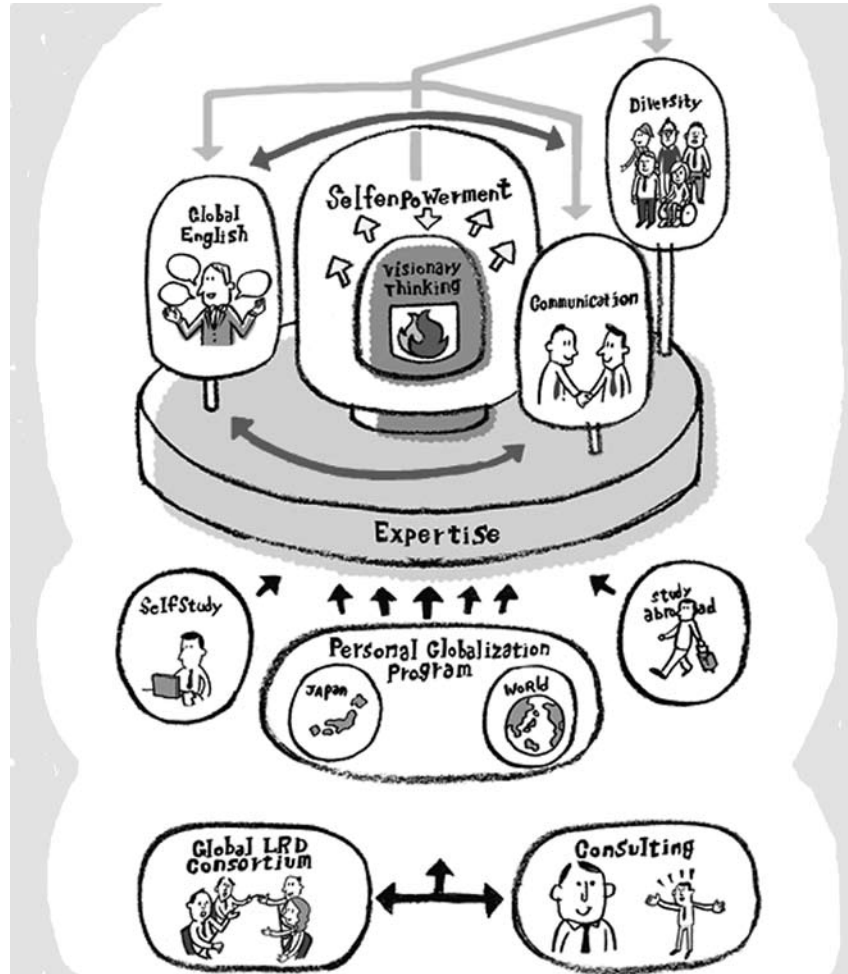 Diversity
Selfenpowerment
Global
English
Visionary
Thinking
Communication
Expertise
Selfstudy
study
abroad
Personal Globalization
Program
Japan
World
Global LRD
Consortium
Consulting